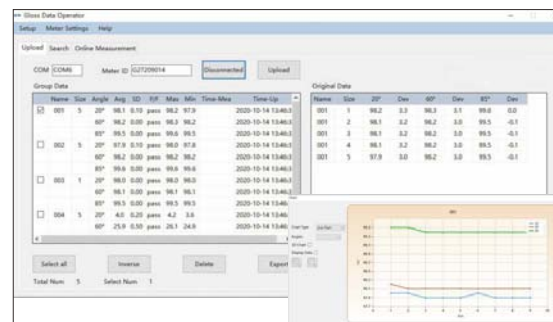 Gloss Data Operator
Setup Meter Settings Help
Upload Search Online Measurement
COM COM6 Meter ID G27209014 Disconnected Upload
Group Data
Name Size Angle Avg SD P/F Max Min Time-Mea Time-Up
001 5 20° 98.1 0.10 pass 98.2 97.9 2020-10-14 13:46:3
60° 98.2 0.00 pass 98.3 98.2 2020-10-14 13:46:3
85° 99.5 0.00 pass 99.6 99.5 2020-10-14 13:46:3
002 5 20° 97.9 0.10 pass 98.0 97.8 2020-10-14 13:46:3
60° 98.2 0.00 pass 98.2 98.2 2020-10-14 13:46:3
85° 99.6 0.00 pass 99.6 99.6 2020-10-14 13:46:3
003 1 20° 98.0 0.00 pass 98.0 98.0 2020-10-14 13:46:3
60° 98.1 0.00 pass 98.1 98.1 2020-10-14 13:46:3
85° 99.5 0.00 pass 99.5 99.5 2020-10-14 13:46:3
004 5 20° 4.0 0.20 pass 4.2 3.6 2020-10-14 13:46:3
60° 25.9 0.50 pass 26.1 24.9
Select all Inverse Delete Export
Total Num 5 Select Num 1
Original Data
Name Size 20° Dev 60° Dev 85° Dev
001 1 98.2 3.3 98.3 3.1 99.6 0.0
001 2 98.1 3.2 98.2 3.0 99.5 -0.1
001 3 98.1 3.2 98.2 3.0 99.5 -0.1
001 4 98.1 3.2 98.2 3.0 99.5 -0.1
001 5 97.9 3.0 98.2 3.0 99.5 -0.1
Chart Type